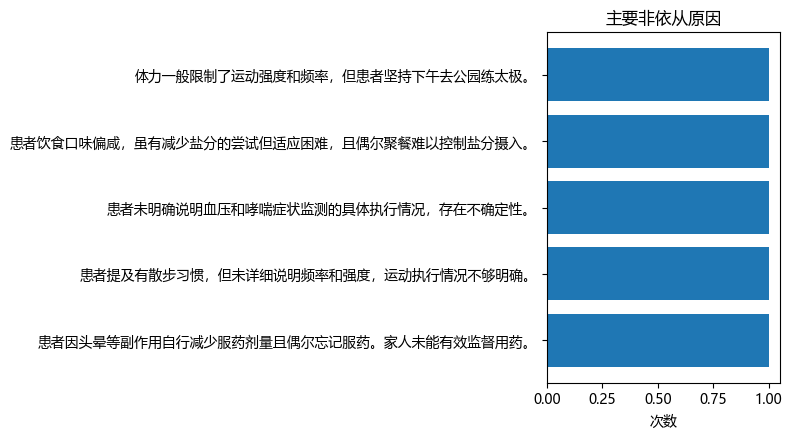 主要非依从原因
体力一般限制了运动强度和频率，但患者坚持下午去公园练太极。
患者饮食口味偏咸，虽有减少盐分的尝试但适应困难，且偶尔聚餐难以控制盐分摄入。
患者未明确说明血压和哮喘症状监测的具体执行情况，存在不确定性。
患者提及有散步习惯，但未详细说明频率和强度，运动执行情况不够明确。
患者因头晕等副作用自行减少服药剂量且偶尔忘记服药。家人未能有效监督用药。
0.00 0.25 0.50 0.75 1.00
次数